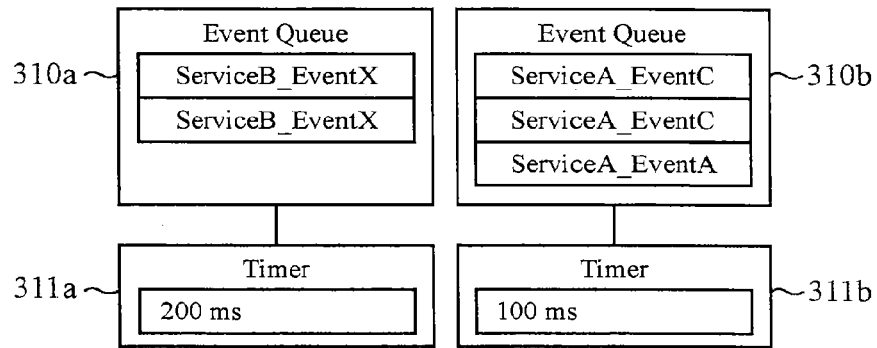 Event Queue
310a
ServiceB_EventX
ServiceB_EventX
Event Queue
310b
ServiceA_EventC
ServiceA_EventC
ServiceA_EventA
Timer
311a
200 ms
Timer
311b
100 ms